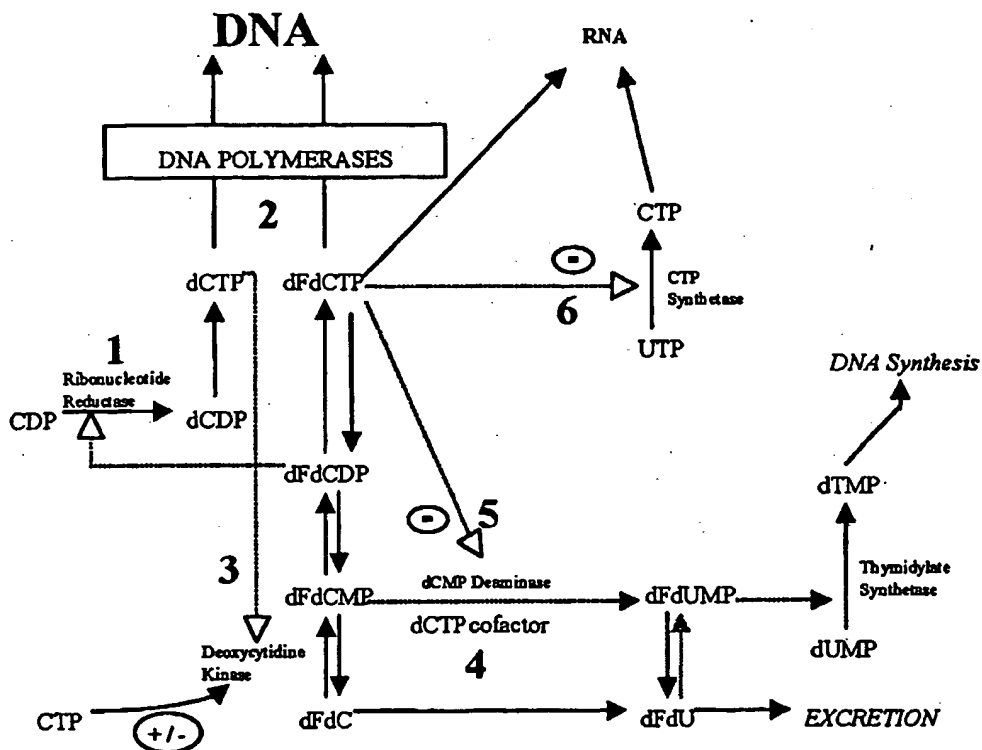 DNA
RNA
DNA POLYMERASES
2
CTP
dCTP
dFdCTP
-
CTP
Synthetase
6
UTP
1
Ribonucleotide
Reductase
DNA Synthesis
CDP
dCDP
dFdCDP
dTMP
-
5
3
dCMP Deaminase
Thymidylate
Synthetase
dFdCMP
dFdUMP
dCTP cofactor
dUMP
Deoxycytidine
Kinase
4
CTP
+/-
dFdC
dFdU
EXCRETION